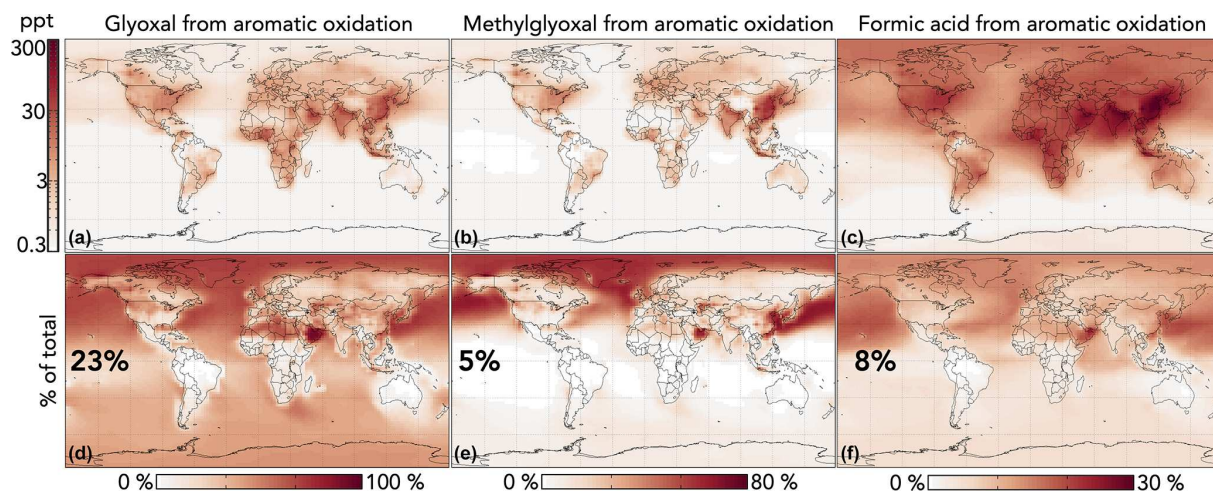 ppt
Glyoxal from aromatic oxidation
Methylglyoxal from aromatic oxidation
Formic acid from aromatic oxidation
300
30
3
0.3
(a)
(b)
(c)
% of total
23%
5%
8%
(d)
(e)
(f)
0 % 100 %
0 % 80 %
0 % 30 %